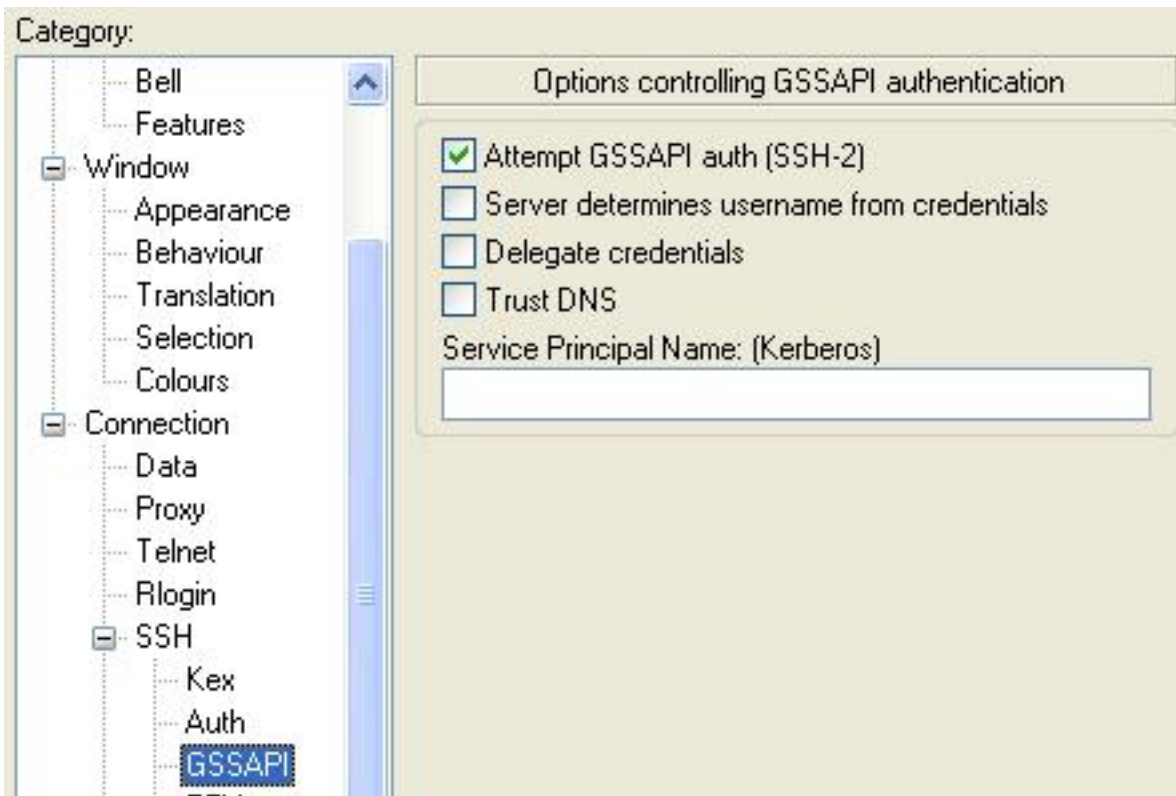 Category:
Bell
Features
Window
Appearance
Behaviour
Translation
Selection
Colours
Connection
Data
Proxy
Telnet
Rlogin
SSH
Kex
Auth
GSSAPI
Options controlling GSSAPI authentication
Attempt GSSAPI auth (SSH-2)
Server determines username from credentials
Delegate credentials
Trust DNS
Service Principal Name: (Kerberos)